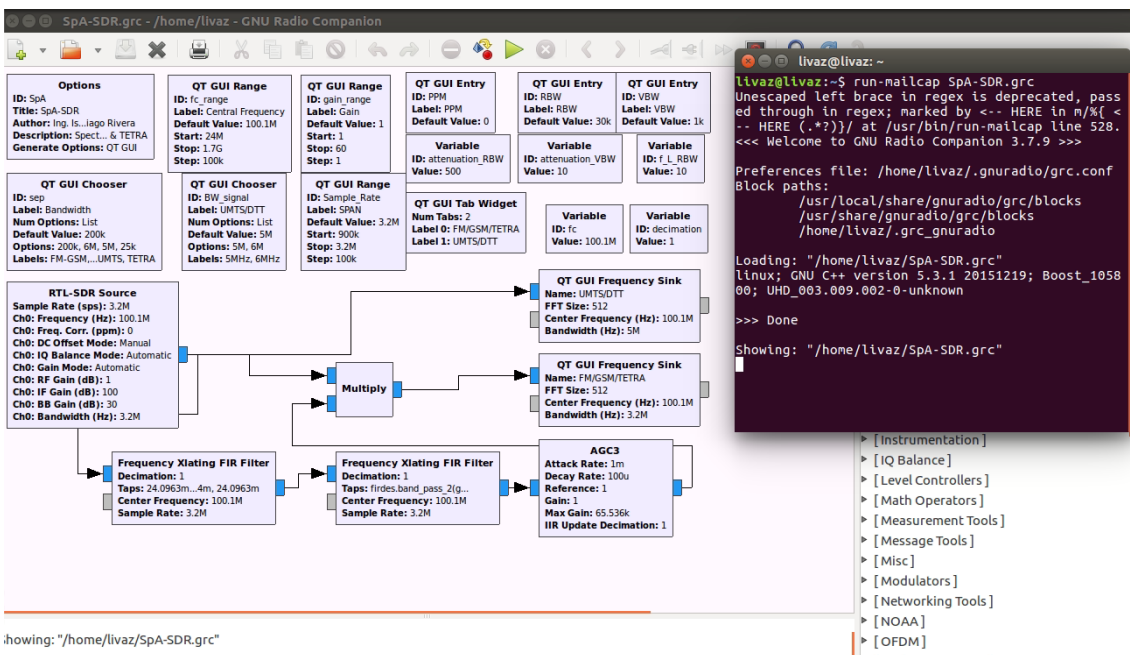 SpA-SDR.grc - /home/livaz - GNU Radio Companion
Options
ID: SpA
Title: SpA-SDR
Author: Ing. Is...iago Rivera
Description: Spect... & TETRA
Generate Options: QT GUI
QT GUI Range
ID: fc_range
Label: Central Frequency
Default Value: 100.1M
Start: 24M
Stop: 1.7G
Step: 100k
QT GUI Range
ID: gain_range
Label: Gain
Default Value: 1
Start: 1
Stop: 60
Step: 1
QT GUI Entry
ID: PPM
Label: PPM
Default Value: 0
QT GUI Entry
ID: RBW
Label: RBW
Default Value: 30k
QT GUI Entry
ID: VBW
Label: VBW
Default Value: 1k
Variable
ID: attenuation_RBW
Value: 500
Variable
ID: attenuation_VBW
Value: 10
Variable
ID: f_L_RBW
Value: 10
QT GUI Chooser
ID: sep
Label: Bandwidth
Num Options: List
Default Value: 200k
Options: 200k, 6M, 5M, 25k
Labels: FM-GSM,...UMTS, TETRA
QT GUI Chooser
ID: BW_signal
Label: UMTS/DTT
Num Options: List
Default Value: 5M
Options: 5M, 6M
Labels: 5MHz, 6MHz
QT GUI Range
ID: Sample_Rate
Label: SPAN
Default Value: 3.2M
Start: 900k
Stop: 3.2M
Step: 100k
QT GUI Tab Widget
Num Tabs: 2
Label 0: FM/GSM/TETRA
Label 1: UMTS/DTT
Variable
ID: fc
Value: 100.1M
Variable
ID: decimation
Value: 1
RTL-SDR Source
Sample Rate (sps): 3.2M
Ch0: Frequency (Hz): 100.1M
Ch0: Freq. Corr. (ppm): 0
Ch0: DC Offset Mode: Manual
Ch0: IQ Balance Mode: Automatic
Ch0: Gain Mode: Automatic
Ch0: RF Gain (dB): 1
Ch0: IF Gain (dB): 100
Ch0: BB Gain (dB): 30
Ch0: Bandwidth (Hz): 3.2M
QT GUI Frequency Sink
Name: UMTS/DTT
FFT Size: 512
Center Frequency (Hz): 100.1M
Bandwidth (Hz): 5M
Multiply
QT GUI Frequency Sink
Name: FM/GSM/TETRA
FFT Size: 512
Center Frequency (Hz): 100.1M
Bandwidth (Hz): 3.2M
Frequency Xlating FIR Filter
Decimation: 1
Taps: 24.0963m...4m, 24.0963m
Center Frequency: 100.1M
Sample Rate: 3.2M
Frequency Xlating FIR Filter
Decimation: 1
Taps: firdes.band_pass_2(g...
Center Frequency: 100.1M
Sample Rate: 3.2M
AGC3
Attack Rate: 1m
Decay Rate: 100u
Reference: 1
Gain: 1
Max Gain: 65.536k
IIR Update Decimation: 1
Showing: "/home/livaz/SpA-SDR.grc"
livaz@livaz: ~
livaz@livaz:~$ run-mailcap SpA-SDR.grc
Unescaped left brace in regex is deprecated, pass
ed through in regex; marked by <-- HERE in m/%{ <
-- HERE (.*?)}/ at /usr/bin/run-mailcap line 528.
<<< Welcome to GNU Radio Companion 3.7.9 >>>
Preferences file: /home/livaz/.gnuradio/grc.conf
Block paths:
/usr/local/share/gnuradio/grc/blocks
/usr/share/gnuradio/grc/blocks
/home/livaz/.grc_gnuradio
Loading: "/home/livaz/SpA-SDR.grc"
linux; GNU C++ version 5.3.1 20151219; Boost_1058
00; UHD_003.009.002-0-unknown
>>> Done
Showing: "/home/livaz/SpA-SDR.grc"
[Instrumentation]
[IQ Balance]
[Level Controllers]
[Math Operators]
[Measurement Tools]
[Message Tools]
[Misc]
[Modulators]
[Networking Tools]
[NOAA]
[OFDM]